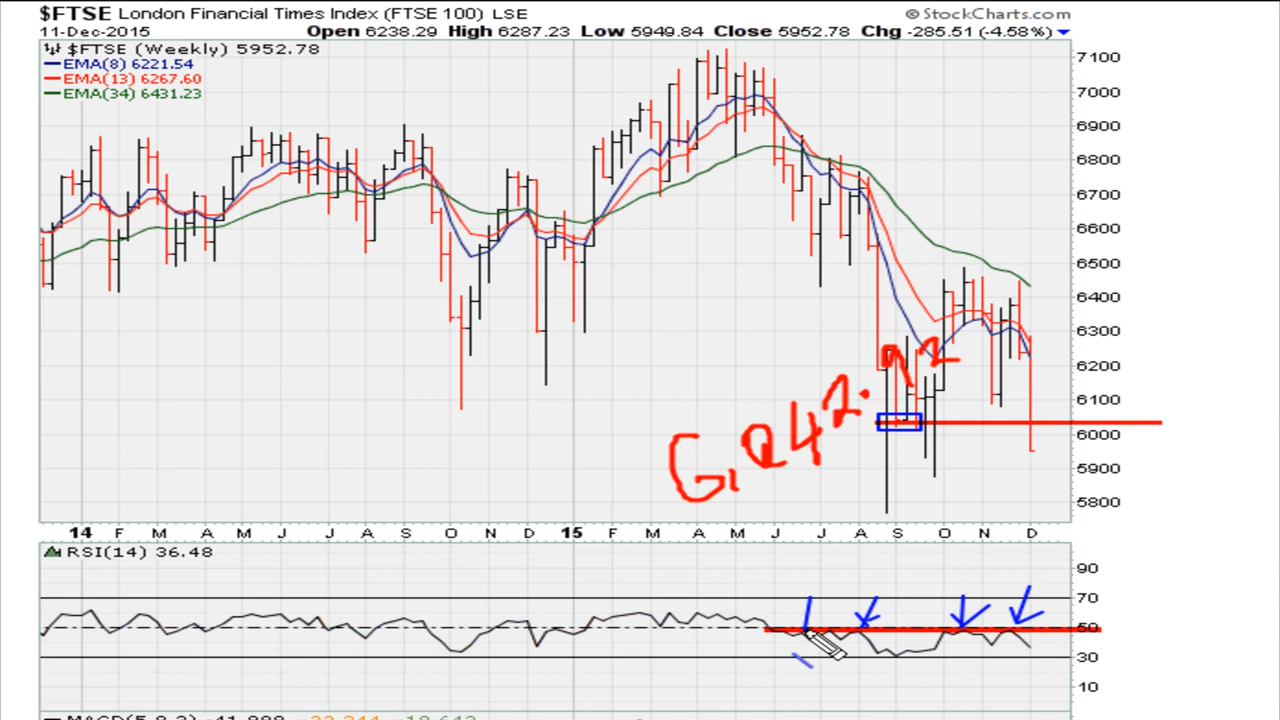 $FTSE London Financial Times Index (FTSE 100) LSE © StockCharts.com
11-Dec-2015 Open 6238.29 High 6287.23 Low 5949.84 Close 5952.78 Chg -285.51 (-4.58%)
$FTSE (Weekly) 5952.78
EMA(8) 6221.54
EMA(13) 6267.60
EMA(34) 6431.23
7100
7000
6900
6800
6700
6600
6500
6400
6300
6200
6100
6000
5900
5800
14 F M A M J J A S O N D 15 F M A M J J A S O N D
RSI(14) 36.48
90
70
50
30
10